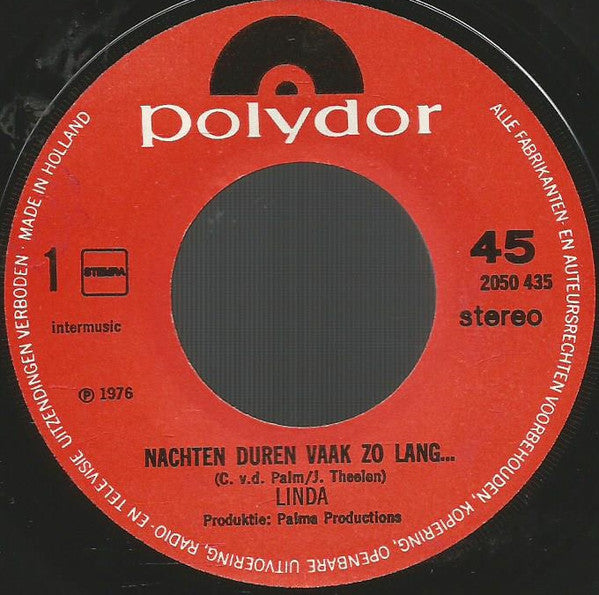 polydor
1
STEMRA
intermusic
℗ 1976
45
2050 435
stereo
NACHTEN DUREN VAAK ZO LANG...
(C. v.d. Palm/J. Theelen)
LINDA
Produktie: Palma Productions
ALLE FABRIKANTEN- EN AUTEURSRECHTEN VOORBEHOUDEN, KOPIERING, OPENBARE UITVOERING, RADIO- EN TELEVISIE UITZENDINGEN VERBODEN · MADE IN HOLLAND